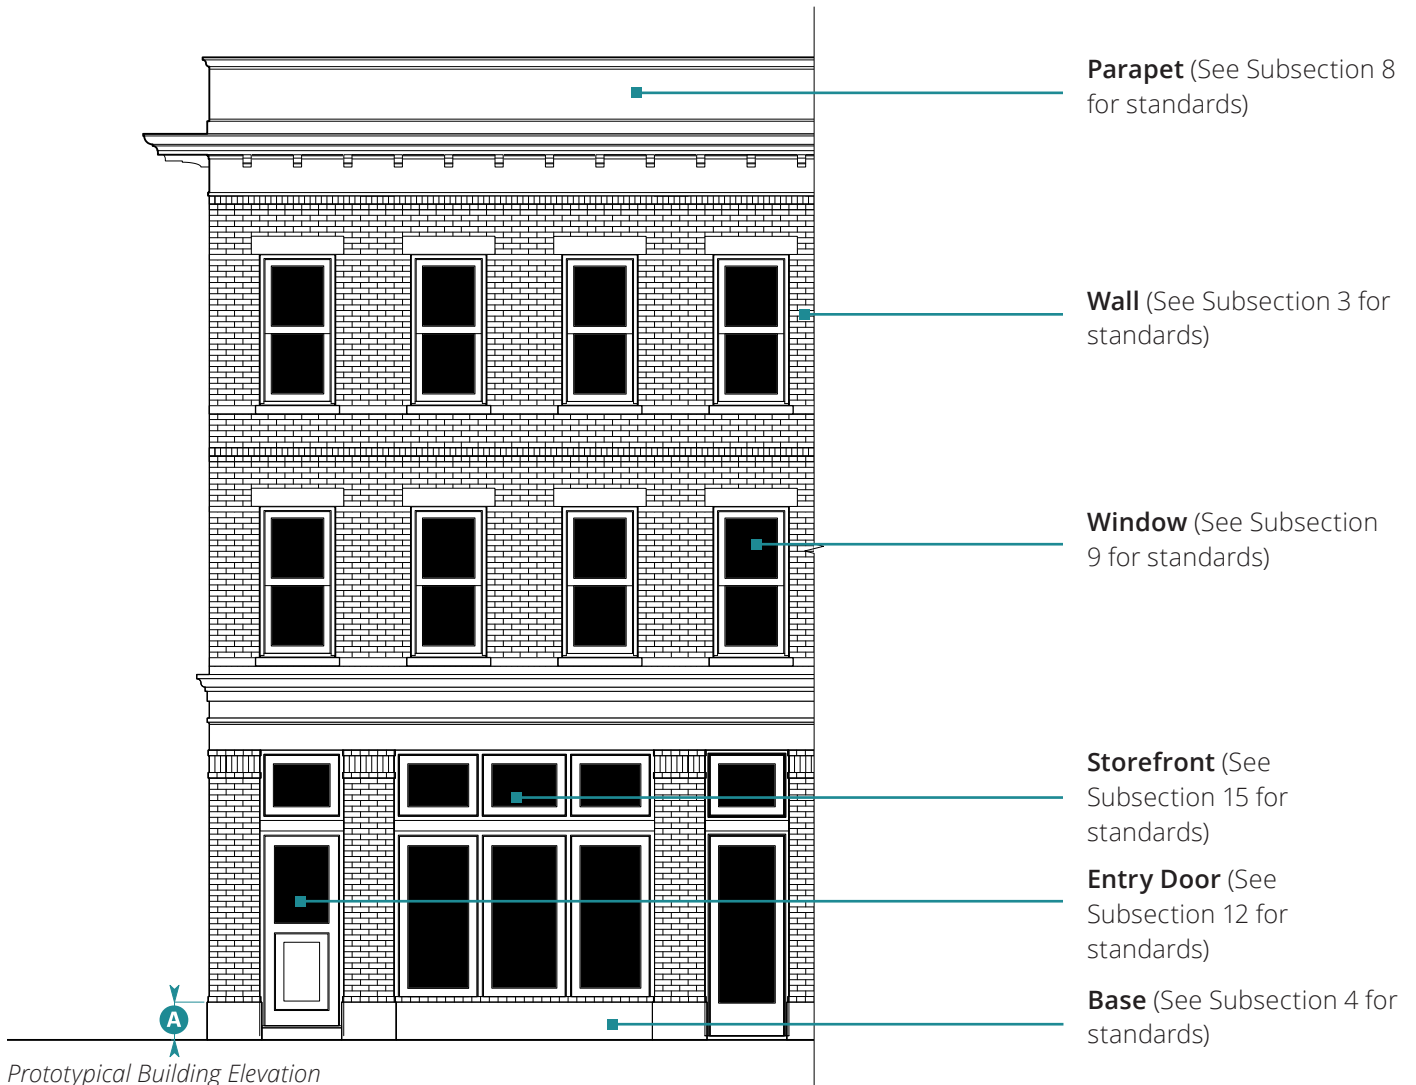 Parapet (See Subsection 8
for standards)
Wall (See Subsection 3 for
standards)
Window (See Subsection
9 for standards)
Storefront (See
Subsection 15 for
standards)
Entry Door (See
Subsection 12 for
standards)
Base (See Subsection 4 for
standards)
A
Prototypical Building Elevation